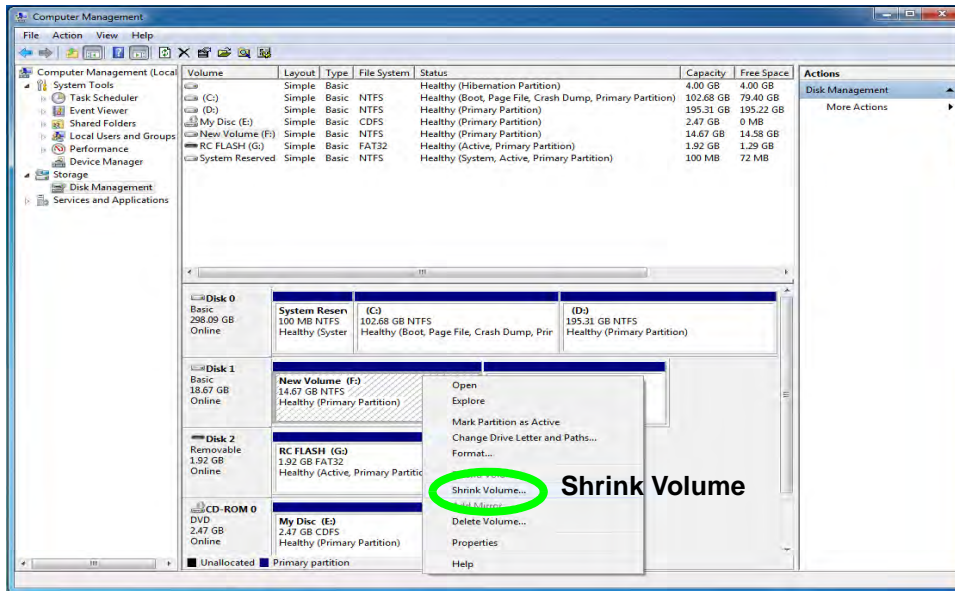 Computer Management
File Action View Help
Computer Management (Local
System Tools
Task Scheduler
Event Viewer
Shared Folders
Local Users and Groups
Performance
Device Manager
Storage
Disk Management
Services and Applications
Volume Layout Type File System Status Capacity Free Space
Simple Basic Healthy (Hibernation Partition) 4.00 GB 4.00 GB
(C:) Simple Basic NTFS Healthy (Boot, Page File, Crash Dump, Primary Partition) 102.68 GB 79.40 GB
(D:) Simple Basic NTFS Healthy (Primary Partition) 195.31 GB 195.22 GB
My Disc (E:) Simple Basic CDFS Healthy (Primary Partition) 2.47 GB 0 MB
New Volume (F:) Simple Basic NTFS Healthy (Primary Partition) 14.67 GB 14.58 GB
RC FLASH (G:) Simple Basic FAT32 Healthy (Active, Primary Partition) 1.92 GB 1.29 GB
System Reserved Simple Basic NTFS Healthy (System, Active, Primary Partition) 100 MB 72 MB
Actions
Disk Management
More Actions
Disk 0
Basic
298.09 GB
Online
System Reserv
100 MB NTFS
Healthy (Syster
(C:)
102.68 GB NTFS
Healthy (Boot, Page File, Crash Dump, Prir
(D:)
195.31 GB NTFS
Healthy (Primary Partition)
Disk 1
Basic
18.67 GB
Online
New Volume (F:)
14.67 GB NTFS
Healthy (Primary Partition)
Disk 2
Removable
1.92 GB
Online
RC FLASH (G:)
1.92 GB FAT32
Healthy (Active, Primary Partitic
CD-ROM 0
DVD
2.47 GB
Online
My Disc (E:)
2.47 GB CDFS
Healthy (Primary Partition)
Unallocated Primary partition
Open
Explore
Mark Partition as Active
Change Drive Letter and Paths...
Format...
Shrink Volume...
Add Mirror...
Delete Volume...
Properties
Help
Shrink Volume